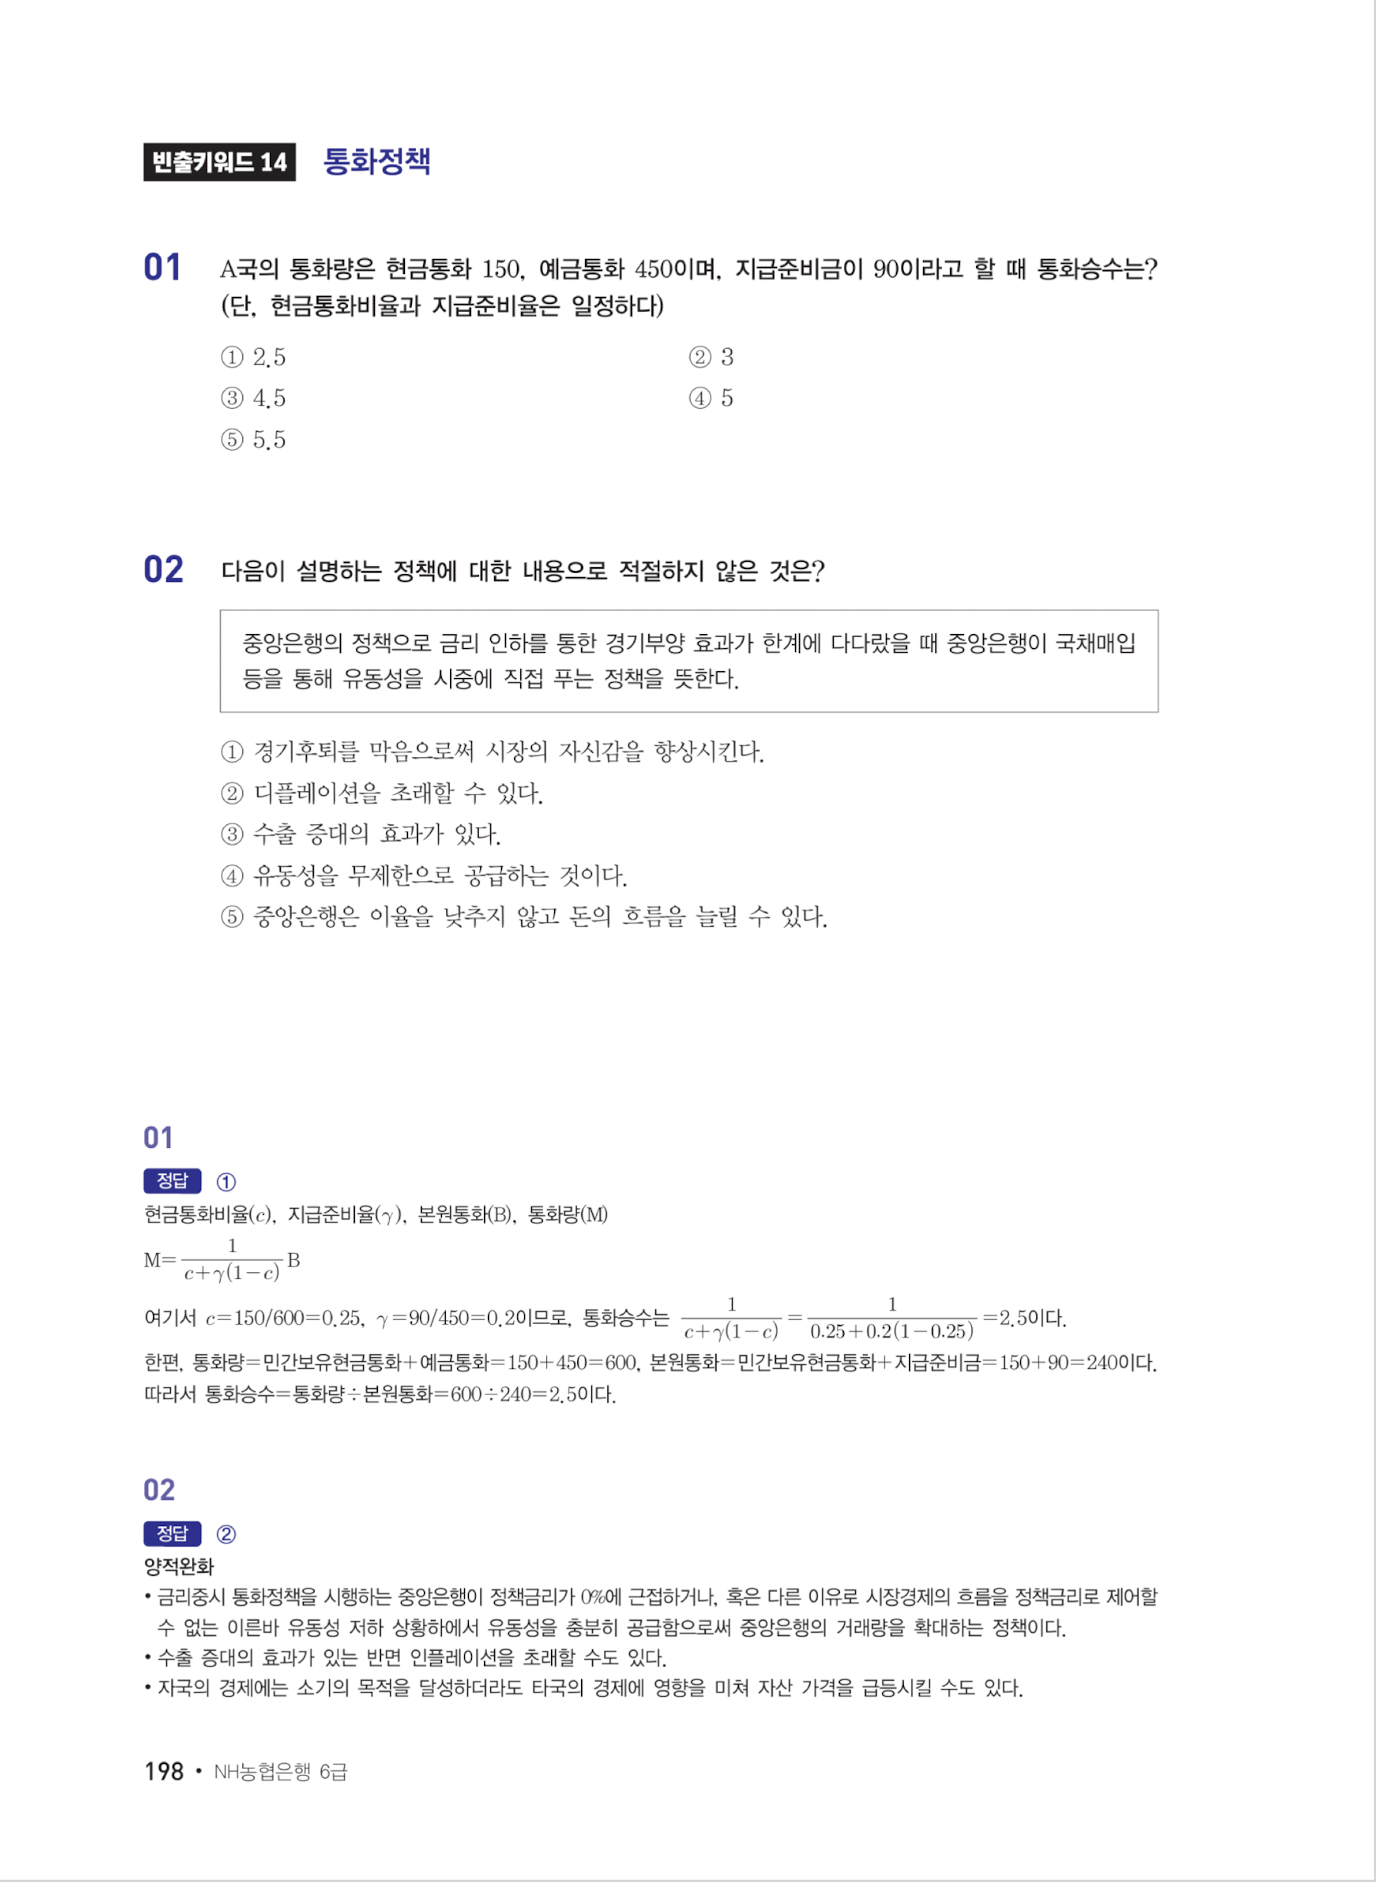 빈출키워드 14 통화정책
01 A국의 통화량은 현금통화 150, 예금통화 450이며, 지급준비금이 90이라고 할 때 통화승수는?
(단, 현금통화비율과 지급준비율은 일정하다)
① 2.5 ② 3
③ 4.5 ④ 5
⑤ 5.5
02 다음이 설명하는 정책에 대한 내용으로 적절하지 않은 것은?
중앙은행의 정책으로 금리 인하를 통한 경기부양 효과가 한계에 다다랐을 때 중앙은행이 국채매입
등을 통해 유동성을 시중에 직접 푸는 정책을 뜻한다.
① 경기후퇴를 막음으로써 시장의 자신감을 향상시킨다.
② 디플레이션을 초래할 수 있다.
③ 수출 증대의 효과가 있다.
④ 유동성을 무제한으로 공급하는 것이다.
⑤ 중앙은행은 이율을 낮추지 않고 돈의 흐름을 늘릴 수 있다.
01
정답 ①
현금통화비율(c), 지급준비율(γ), 본원통화(B), 통화량(M)
M=1/(c+γ(1-c)) B
여기서 c=150/600=0.25, γ=90/450=0.2이므로, 통화승수는 1/(c+γ(1-c))=1/(0.25+0.2(1-0.25))=2.5이다.
한편, 통화량=민간보유현금통화+예금통화=150+450=600, 본원통화=민간보유현금통화+지급준비금=150+90=240이다.
따라서 통화승수=통화량÷본원통화=600÷240=2.5이다.
02
정답 ②
양적완화
• 금리중시 통화정책을 시행하는 중앙은행이 정책금리가 0%에 근접하거나, 혹은 다른 이유로 시장경제의 흐름을 정책금리로 제어할
수 없는 이른바 유동성 저하 상황하에서 유동성을 충분히 공급함으로써 중앙은행의 거래량을 확대하는 정책이다.
• 수출 증대의 효과가 있는 반면 인플레이션을 초래할 수도 있다.
• 자국의 경제에는 소기의 목적을 달성하더라도 타국의 경제에 영향을 미쳐 자산 가격을 급등시킬 수도 있다.
198 • NH농협은행 6급